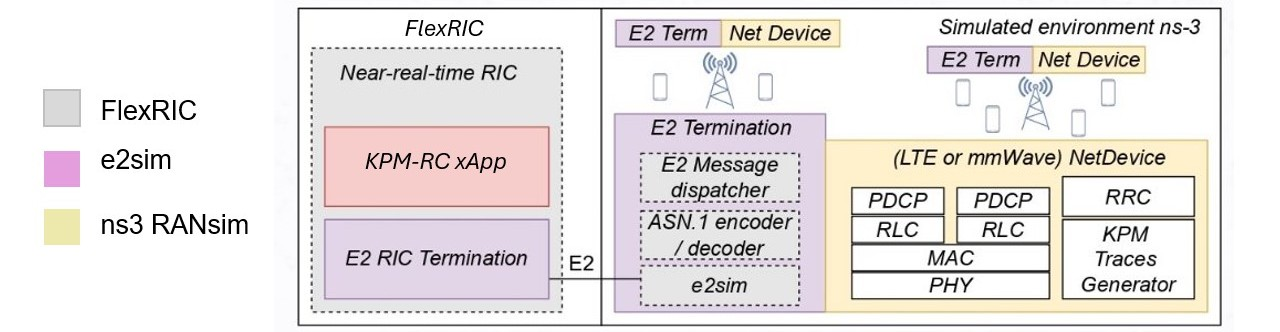 FlexRIC
e2sim
ns3 RANsim
FlexRIC
Near-real-time RIC
KPM-RC xApp
E2 RIC Termination
E2
E2 Term
Net Device
Simulated environment ns-3
E2 Term
Net Device
E2 Termination
E2 Message
dispatcher
ASN.1 encoder
/ decoder
e2sim
(LTE or mmWave) NetDevice
PDCP
PDCP
RLC
RLC
MAC
PHY
RRC
KPM
Traces
Generator